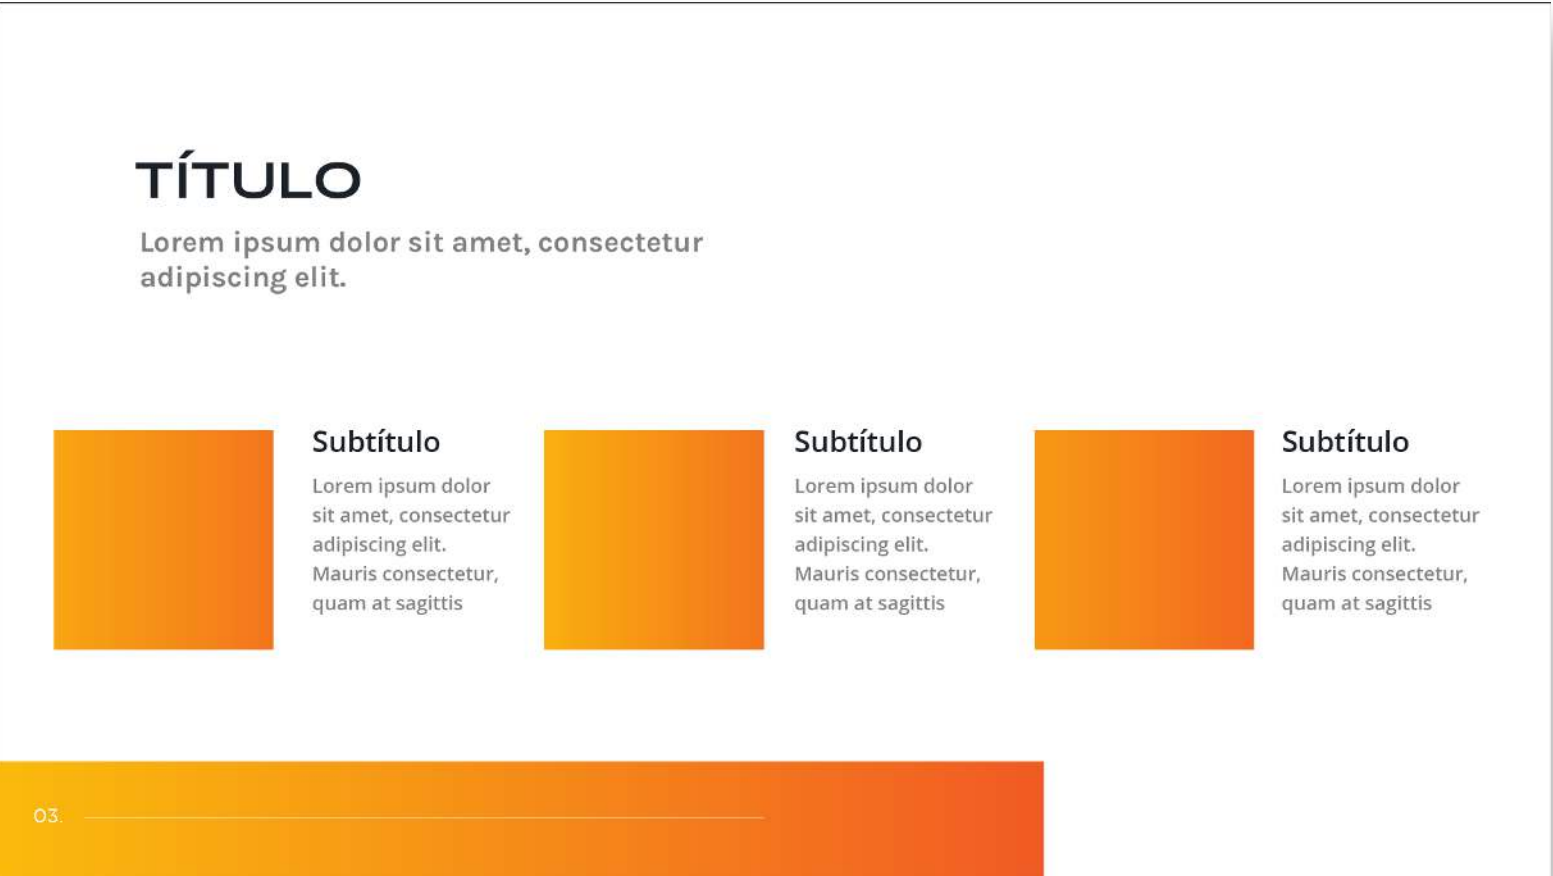 TÍTULO
Lorem ipsum dolor sit amet, consectetur
adipiscing elit.
Subtítulo
Lorem ipsum dolor
sit amet, consectetur
adipiscing elit.
Mauris consectetur,
quam at sagittis
Subtítulo
Lorem ipsum dolor
sit amet, consectetur
adipiscing elit.
Mauris consectetur,
quam at sagittis
Subtítulo
Lorem ipsum dolor
sit amet, consectetur
adipiscing elit.
Mauris consectetur,
quam at sagittis
03.